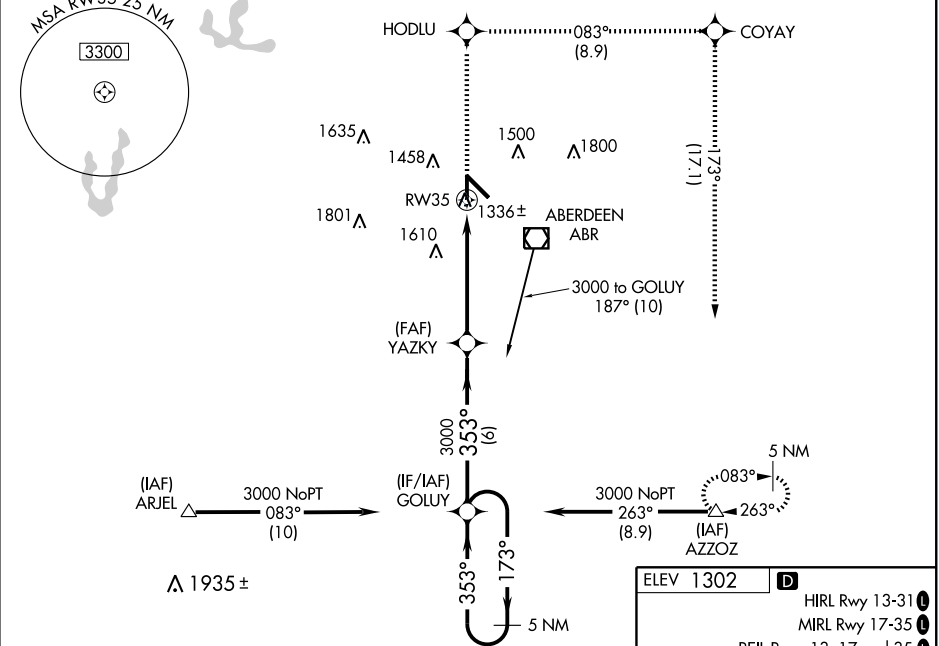 MSA RW35 25 NM
3300
HODLU
083°
(8.9)
COYAY
173°
(17.1)
1635
1458
1500
1800
RW35
1336 ±
1801
1610
ABERDEEN
ABR
3000 to GOLUY
187° (10)
(FAF)
YAZKY
3000
353°
(6)
(IAF)
ARJEL
3000 NoPT
083°
(10)
(IF/IAF)
GOLUY
3000 NoPT
263°
(8.9)
083°
5 NM
263°
(IAF)
AZZOZ
353°
173°
5 NM
1935 ±
ELEV 1302
D
HIRL Rwy 13-31 L
MIRL Rwy 17-35 L